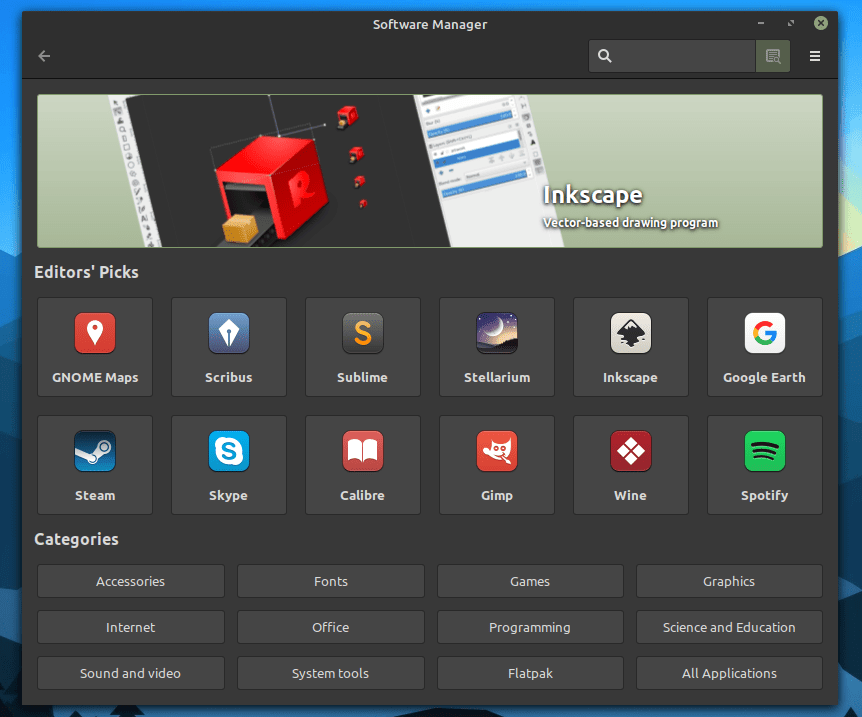 Software Manager
Inkscape
Vector-based drawing program
Editors' Picks
GNOME Maps
Scribus
Sublime
Stellarium
Inkscape
Google Earth
Steam
Skype
Calibre
Gimp
Wine
Spotify
Categories
Accessories
Fonts
Games
Graphics
Internet
Office
Programming
Science and Education
Sound and video
System tools
Flatpak
All Applications